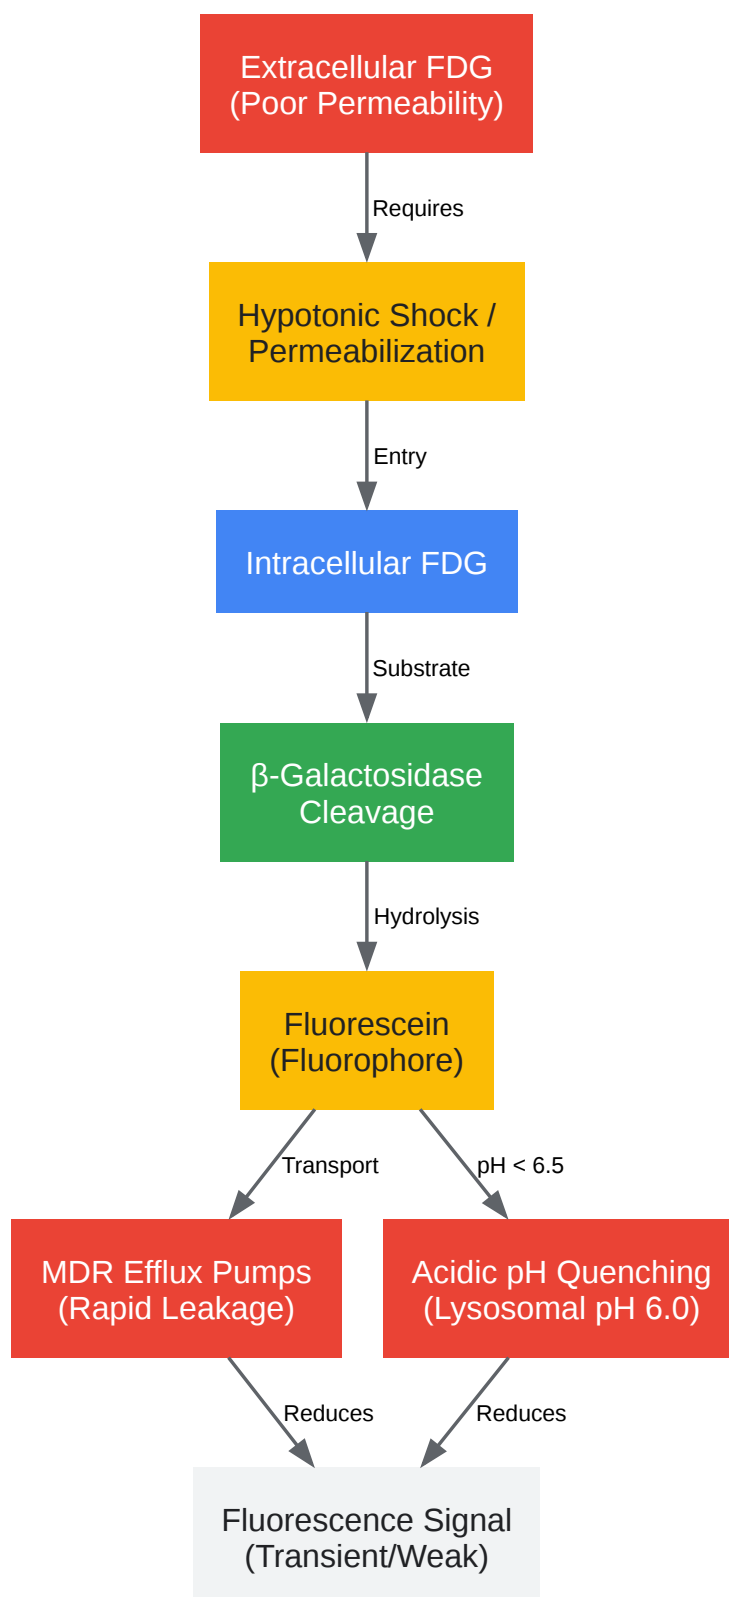 Extracellular FDG
(Poor Permeability)
Requires
Hypotonic Shock /
Permeabilization
Entry
Intracellular FDG
Substrate
β-Galactosidase
Cleavage
Hydrolysis
Fluorescein
(Fluorophore)
Transport
pH < 6.5
MDR Efflux Pumps
(Rapid Leakage)
Acidic pH Quenching
(Lysosomal pH 6.0)
Reduces
Reduces
Fluorescence Signal
(Transient/Weak)